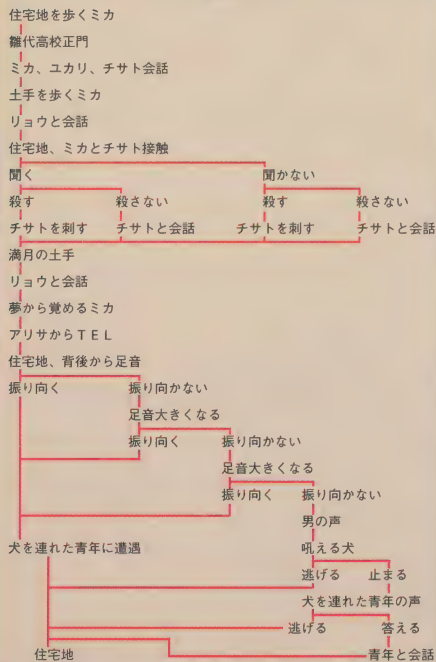 住宅地を歩くミカ
雛代高校正門
ミカ、ユカリ、チサト会話
土手を歩くミカ
リョウと会話
住宅地、ミカとチサト接触
聞く 聞かない
殺す 殺さない 殺す 殺さない
チサトを刺す チサトと会話 チサトを刺す チサトと会話
満月の土手
リョウと会話
夢から覚めるミカ
アリサからTEL
住宅地、背後から足音
振り向く 振り向かない
足音大きくなる
振り向く 振り向かない
足音大きくなる
振り向く 振り向かない
男の声
犬を連れた青年に遭遇 吼える犬
逃げる 止まる
犬を連れた青年の声
逃げる 答える
住宅地 青年と会話